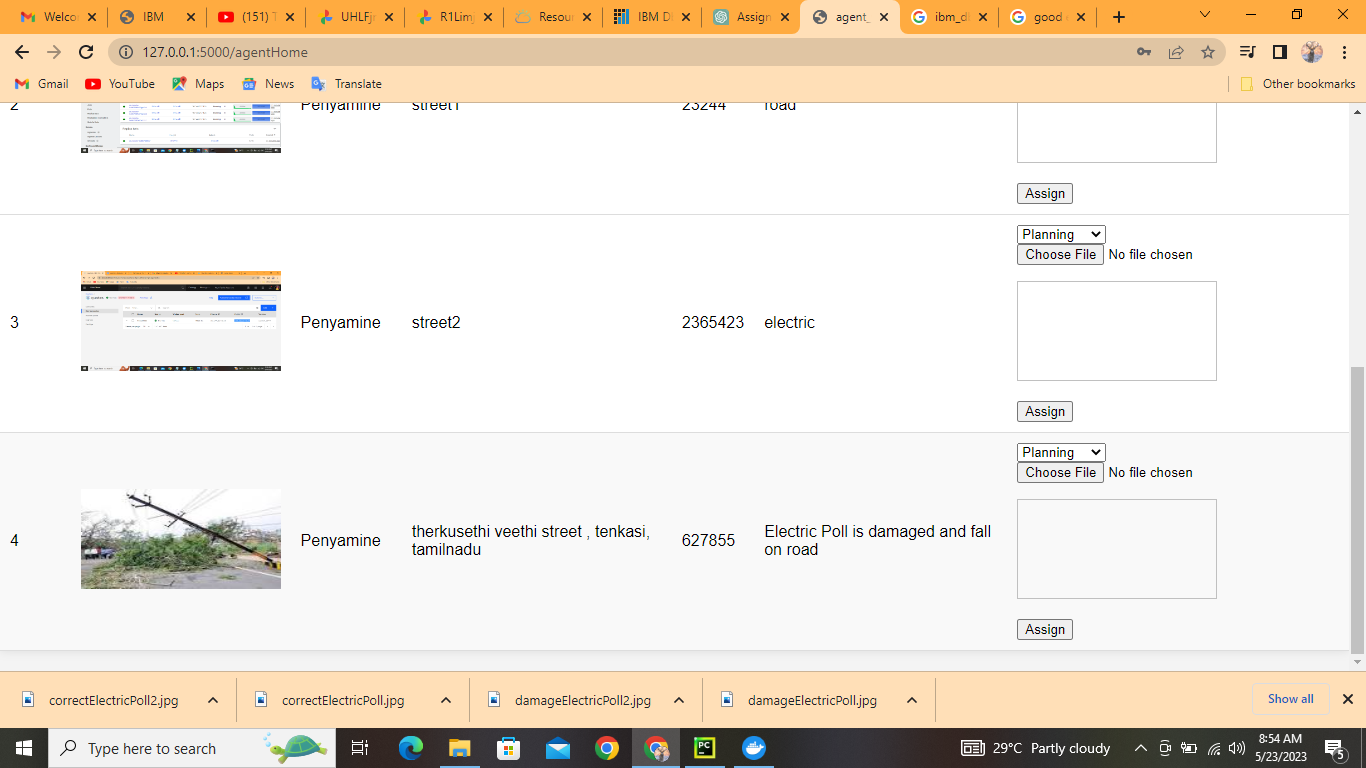 Welco
IBM
(151) T
UHLFjr
R1Lim
Resou
IBM D
Assign
agent_
ibm_d
good
127.0.0.1:5000/agentHome
Gmail
YouTube
Maps
News
Translate
Other bookmarks
2 Penyamine street1 23244 road
Assign
Planning
Choose File No file chosen
3 Penyamine street2 2365423 electric
Assign
Planning
Choose File No file chosen
4 Penyamine therkusethi veethi street , tenkasi, 627855 Electric Poll is damaged and fall
tamilnadu on road
Assign
correctElectricPoll2.jpg
correctElectricPoll.jpg
damageElectricPoll2.jpg
damageElectricPoll.jpg
Show all
Type here to search
PC
29°C Partly cloudy
8:54 AM
5/23/2023
5